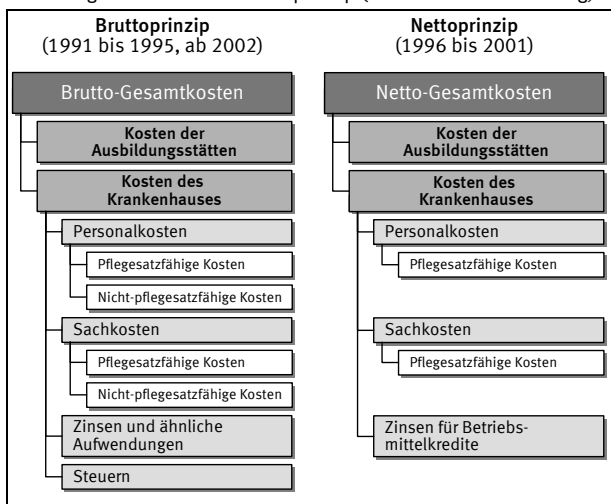 Bruttoprinzip
(1991 bis 1995, ab 2002)
Brutto-Gesamtkosten
Kosten der
Ausbildungsstätten
Kosten des
Krankenhauses
Personalkosten
Pflegesatzfähige Kosten
Nicht-pflegesatzfähige Kosten
Sachkosten
Pflegesatzfähige Kosten
Nicht-pflegesatzfähige Kosten
Zinsen und ähnliche
Aufwendungen
Steuern
Nettoprinzip
(1996 bis 2001)
Netto-Gesamtkosten
Kosten der
Ausbildungsstätten
Kosten des
Krankenhauses
Personalkosten
Pflegesatzfähige Kosten
Sachkosten
Pflegesatzfähige Kosten
Zinsen für Betriebs-
mittelkredite